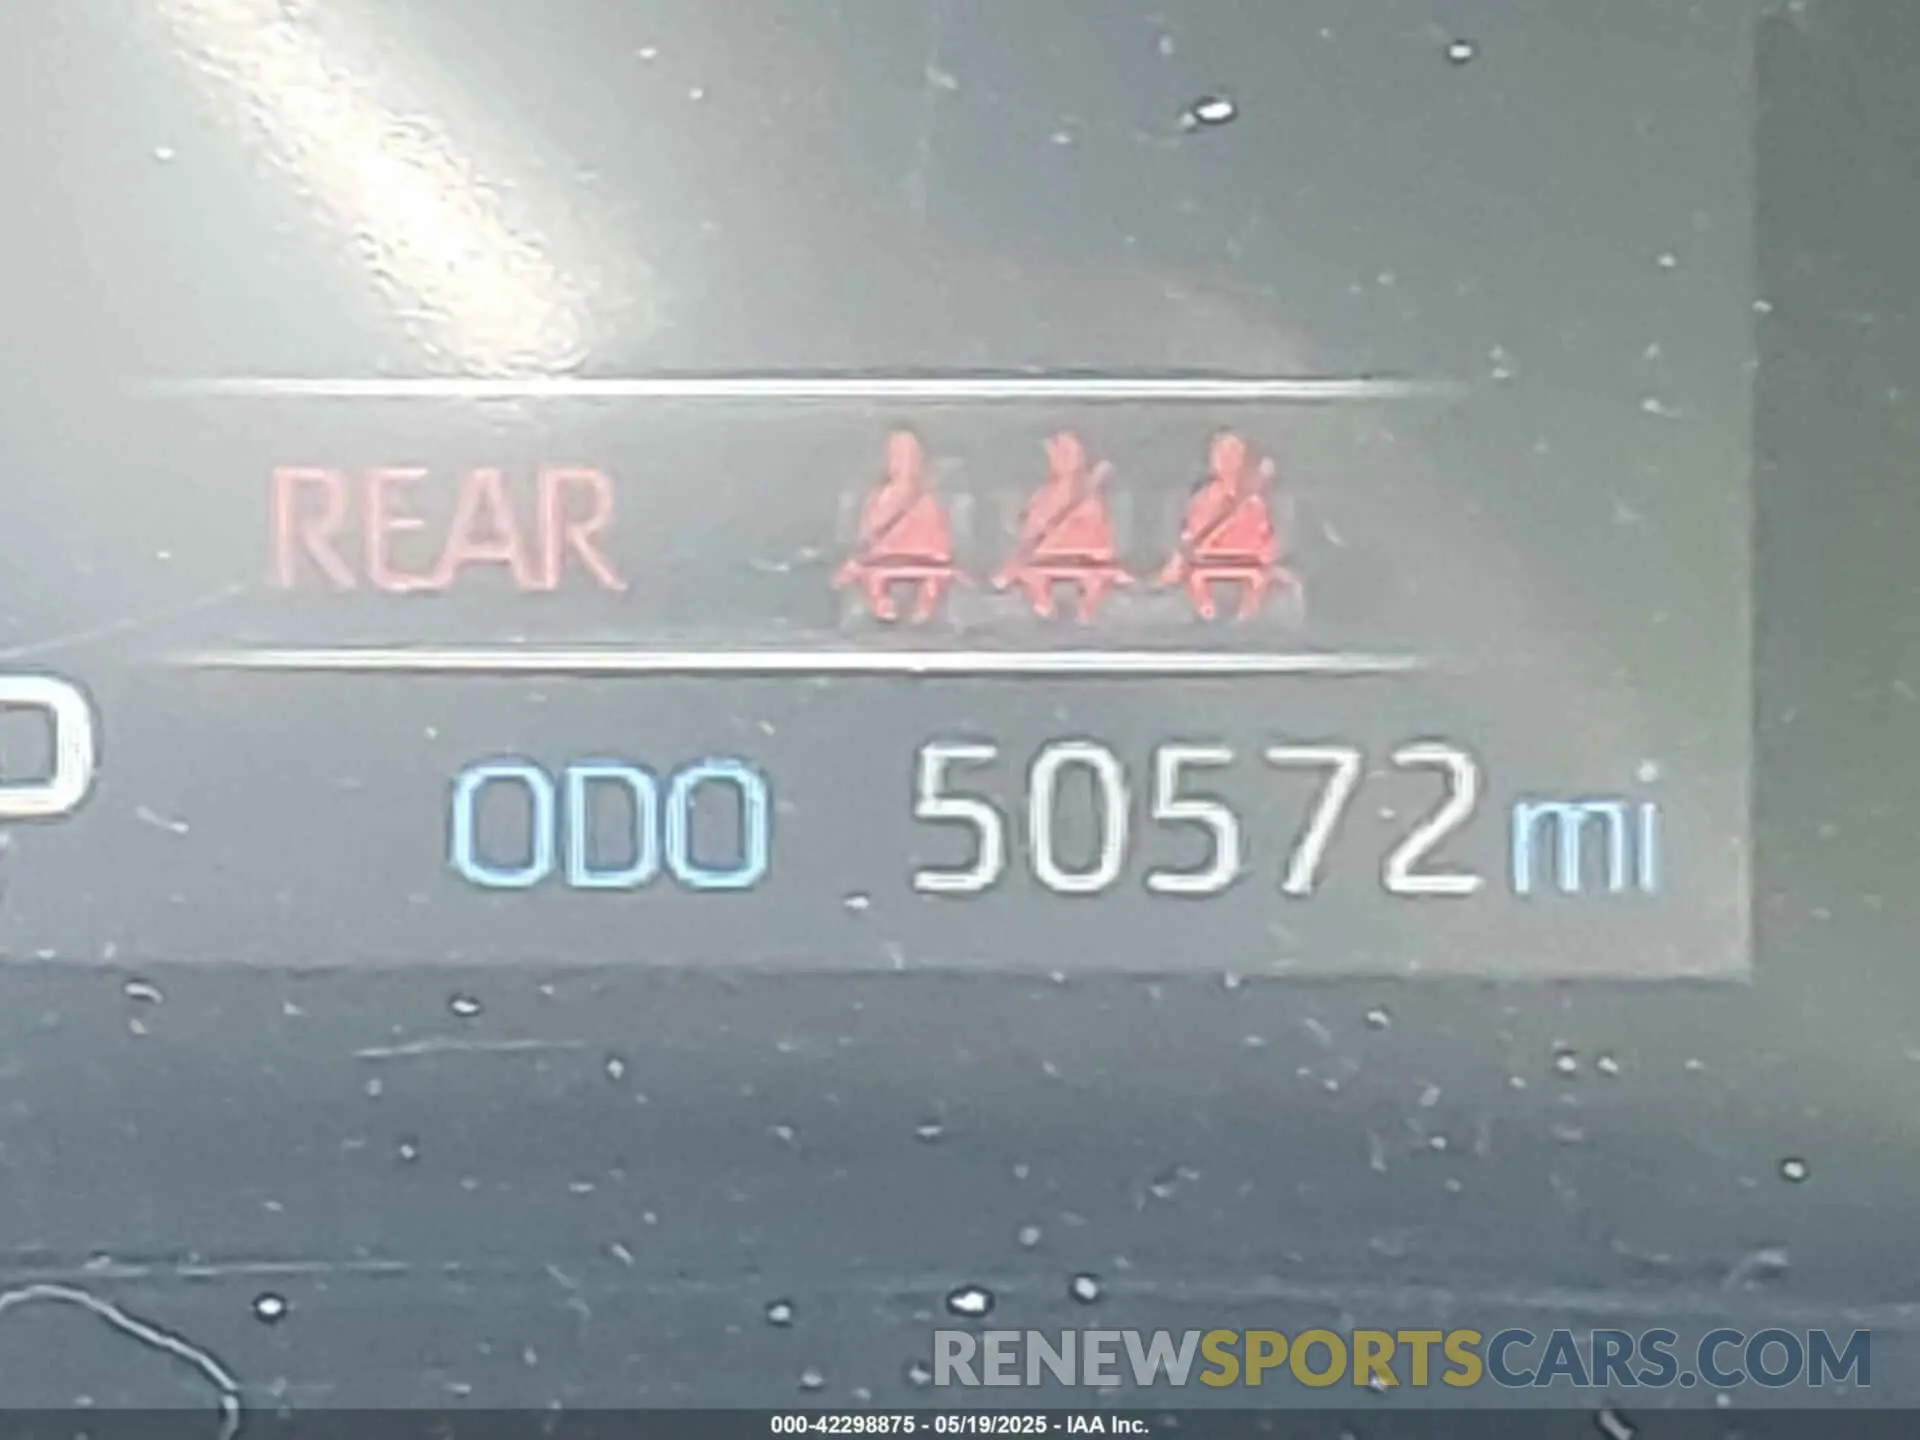 REAR
P
ODO 50572 mi
RENEWSPORTSCARS.COM
000-42298875 - 05/19/2025 - IAA Inc.